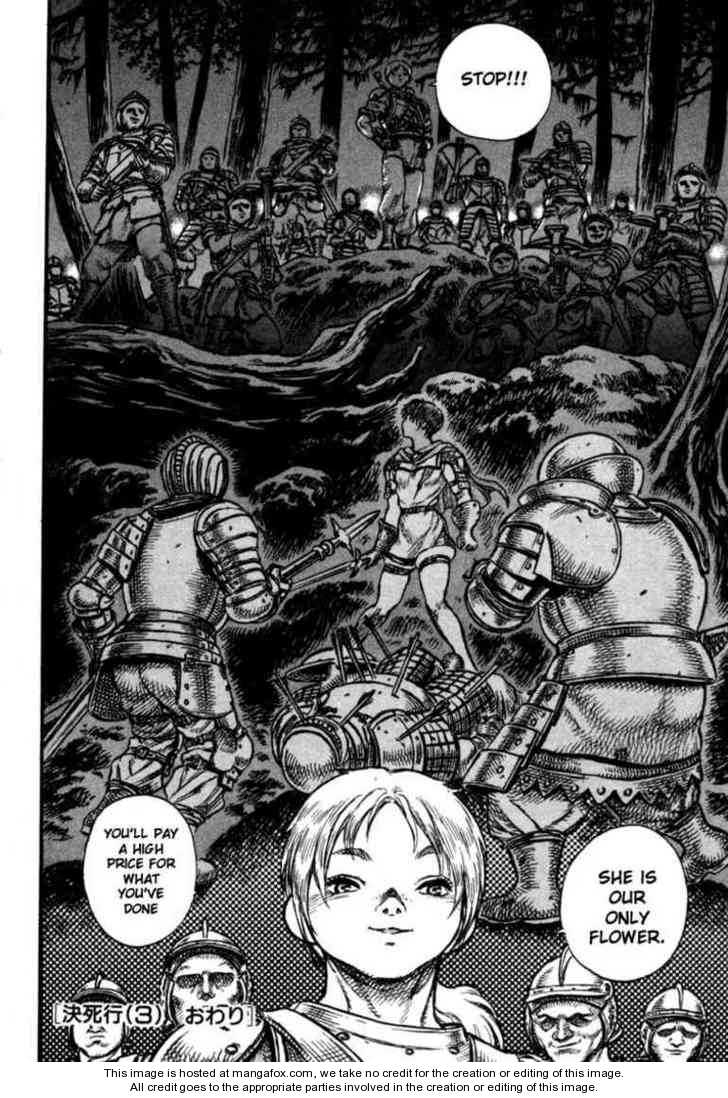 STOP!!!
SHE IS
OUR
ONLY
FLOWER.
YOU'LL PAY
A HIGH
PRICE FOR
WHAT
YOU'VE
DONE
[決死行(3) おわり]
This image is hosted at mangafox.com, we take no credit for the creation or editing of this image.
All credit goes to the appropriate parties involved in the creation or editing of this image.